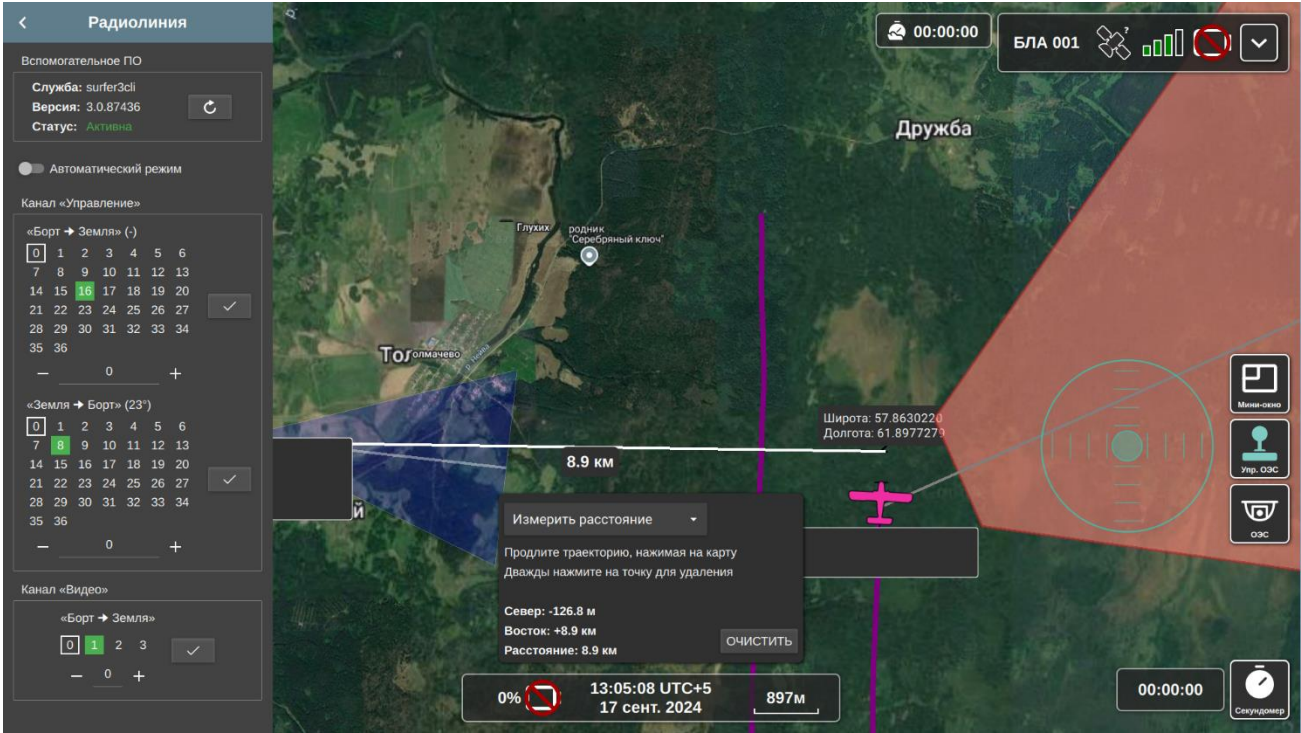 Радиолиния
Вспомогательное ПО
Служба: surfer3cli
Версия: 3.0.87436
Статус: Активна
Автоматический режим
Канал «Управление»
«Борт → Земля» (-)
0 1 2 3 4 5 6
7 8 9 10 11 12 13
14 15 16 17 18 19 20
21 22 23 24 25 26 27
28 29 30 31 32 33 34
35 36
— 0 +
«Земля → Борт» (23°)
0 1 2 3 4 5 6
7 8 9 10 11 12 13
14 15 16 17 18 19 20
21 22 23 24 25 26 27
28 29 30 31 32 33 34
35 36
— 0 +
Канал «Видео»
«Борт → Земля»
0 1 2 3
— 0 +
р.
00:00:00
БЛА 001
?
Дружба
Глухих
родник
"Серебряный ключ"
олмачево
р. Нейва
Широта: 57.8630220
Долгота: 61.8977279
8.9 км
й
Измерить расстояние
Продлите траекторию, нажимая на карту
Дважды нажмите на точку для удаления
Север: -126.8 м
Восток: +8.9 км
Расстояние: 8.9 км
ОЧИСТИТЬ
Мини-окно
Упр. ОЭС
ОЭС
0%
13:05:08 UTC+5
17 сент. 2024
897м
00:00:00
Секундомер